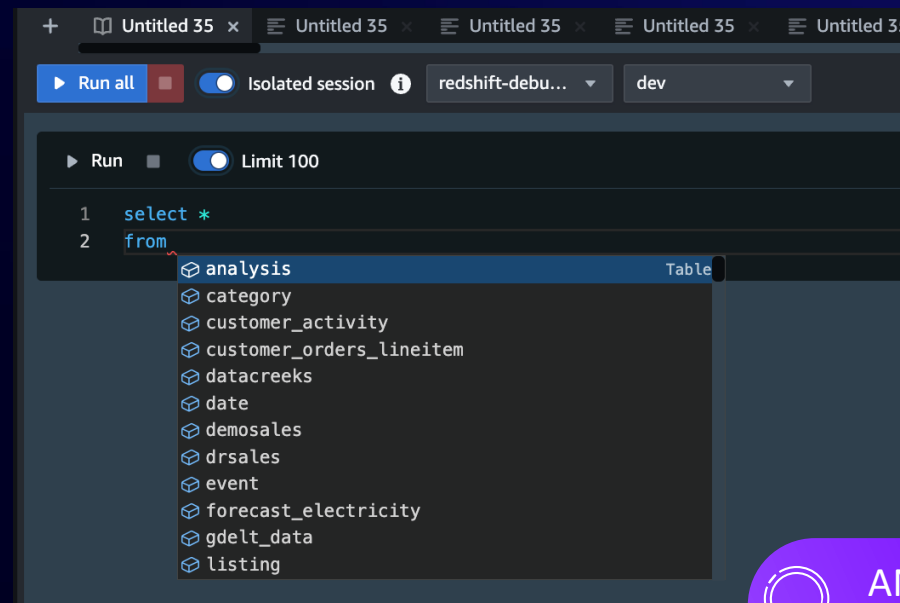 + Untitled 35 × Untitled 35 × Untitled 35 × Untitled 35 × Untitled
Run all Isolated session i redshift-debu... dev
Run Limit 100
1 select *
2 from
analysis Table
category
customer_activity
customer_orders_lineitem
datacreeks
date
demosales
drsales
event
forecast_electricity
gdelt_data
listing